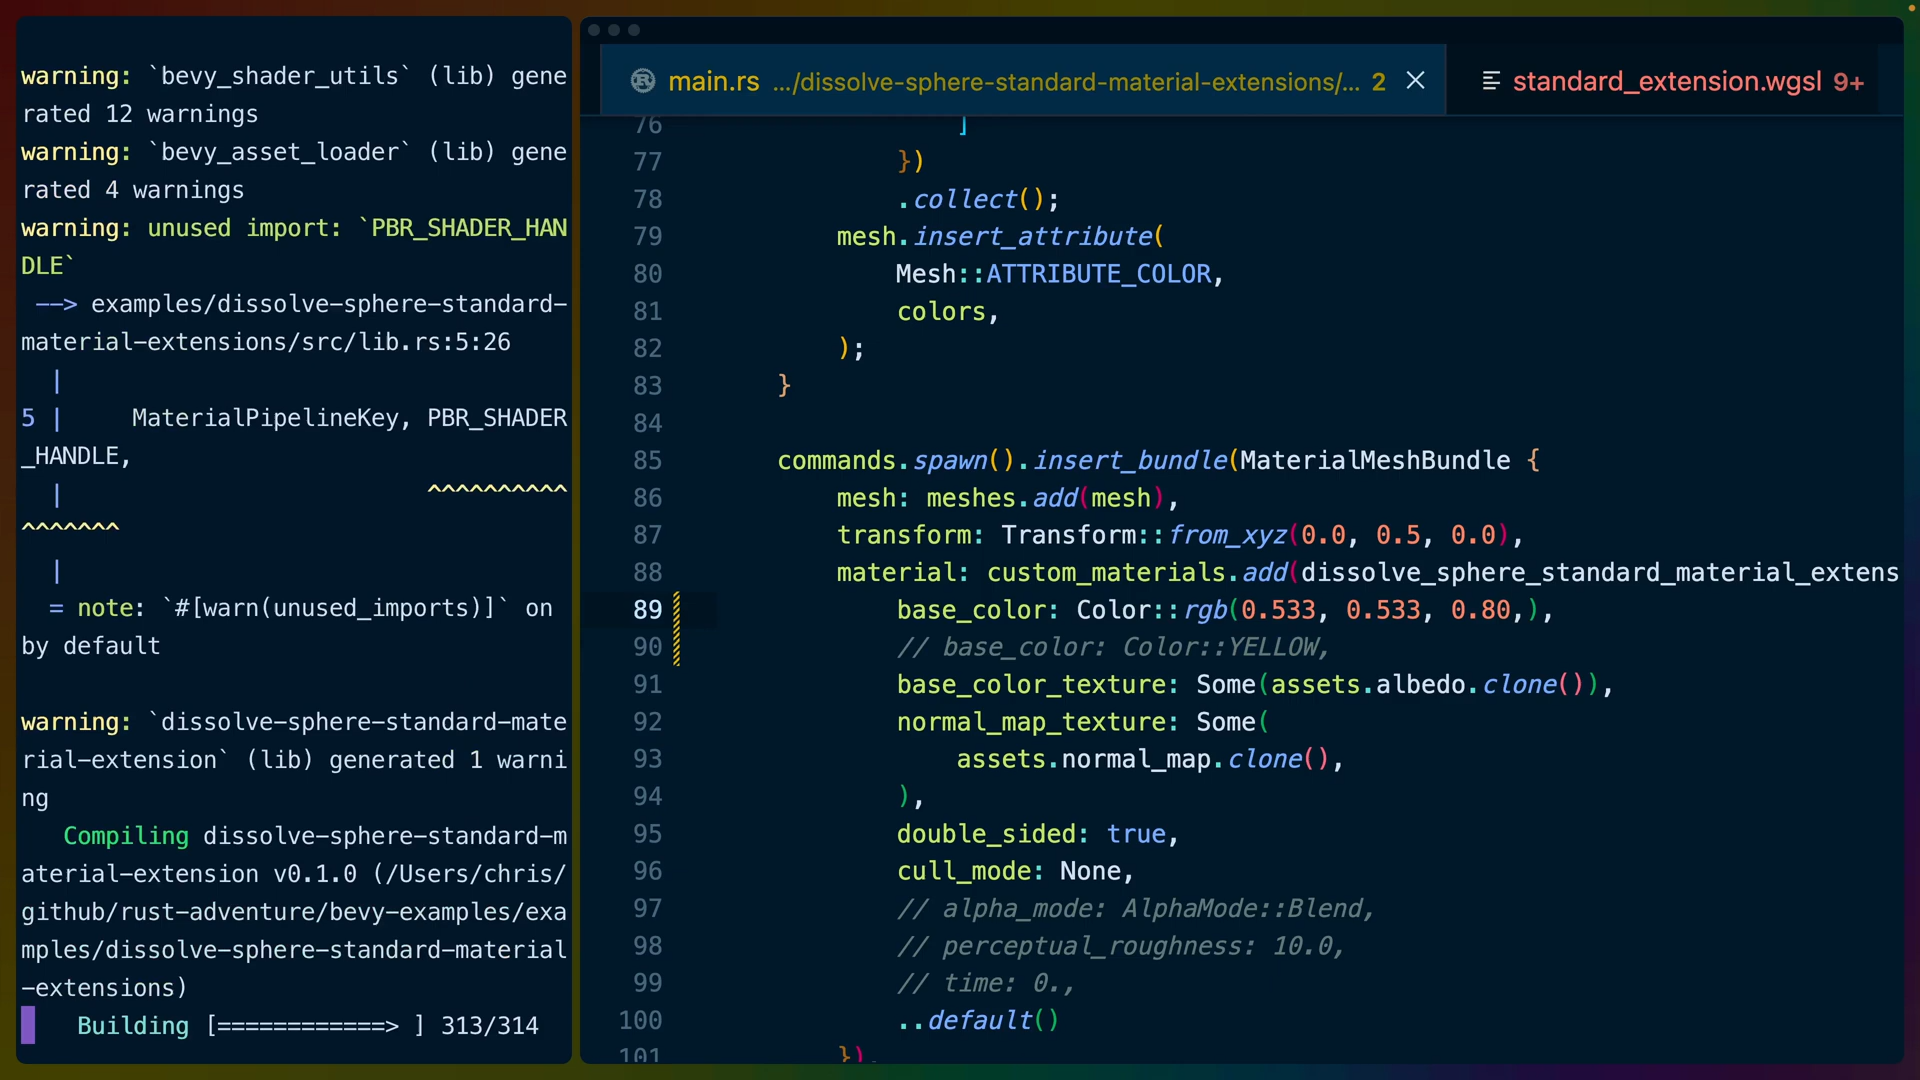 warning: `bevy_shader_utils` (lib) gene
rated 12 warnings
warning: `bevy_asset_loader` (lib) gene
rated 4 warnings
warning: unused import: `PBR_SHADER_HAN
DLE`
 --> examples/dissolve-sphere-standard-
material-extensions/src/lib.rs:5:26
  |
5 |     MaterialPipelineKey, PBR_SHADER
_HANDLE,
  |                          ^^^^^^^^^^
^^^^^^^
  |
  = note: `#[warn(unused_imports)]` on
by default
warning: `dissolve-sphere-standard-mate
rial-extension` (lib) generated 1 warni
ng
   Compiling dissolve-sphere-standard-m
aterial-extension v0.1.0 (/Users/chris/
github/rust-adventure/bevy-examples/exa
mples/dissolve-sphere-standard-material
-extensions)
    Building [============> ] 313/314
main.rs .../dissolve-sphere-standard-material-extensions/... 2
standard_extension.wgsl 9+
76 ]
77 })
78 .collect();
79 mesh.insert_attribute(
80 Mesh::ATTRIBUTE_COLOR,
81 colors,
82 );
83 }
84
85 commands.spawn().insert_bundle(MaterialMeshBundle {
86 mesh: meshes.add(mesh),
87 transform: Transform::from_xyz(0.0, 0.5, 0.0),
88 material: custom_materials.add(dissolve_sphere_standard_material_extens
89 base_color: Color::rgb(0.533, 0.533, 0.80,),
90 // base_color: Color::YELLOW,
91 base_color_texture: Some(assets.albedo.clone()),
92 normal_map_texture: Some(
93 assets.normal_map.clone(),
94 ),
95 double_sided: true,
96 cull_mode: None,
97 // alpha_mode: AlphaMode::Blend,
98 // perceptual_roughness: 10.0,
99 // time: 0.,
100 ..default()
101 }),